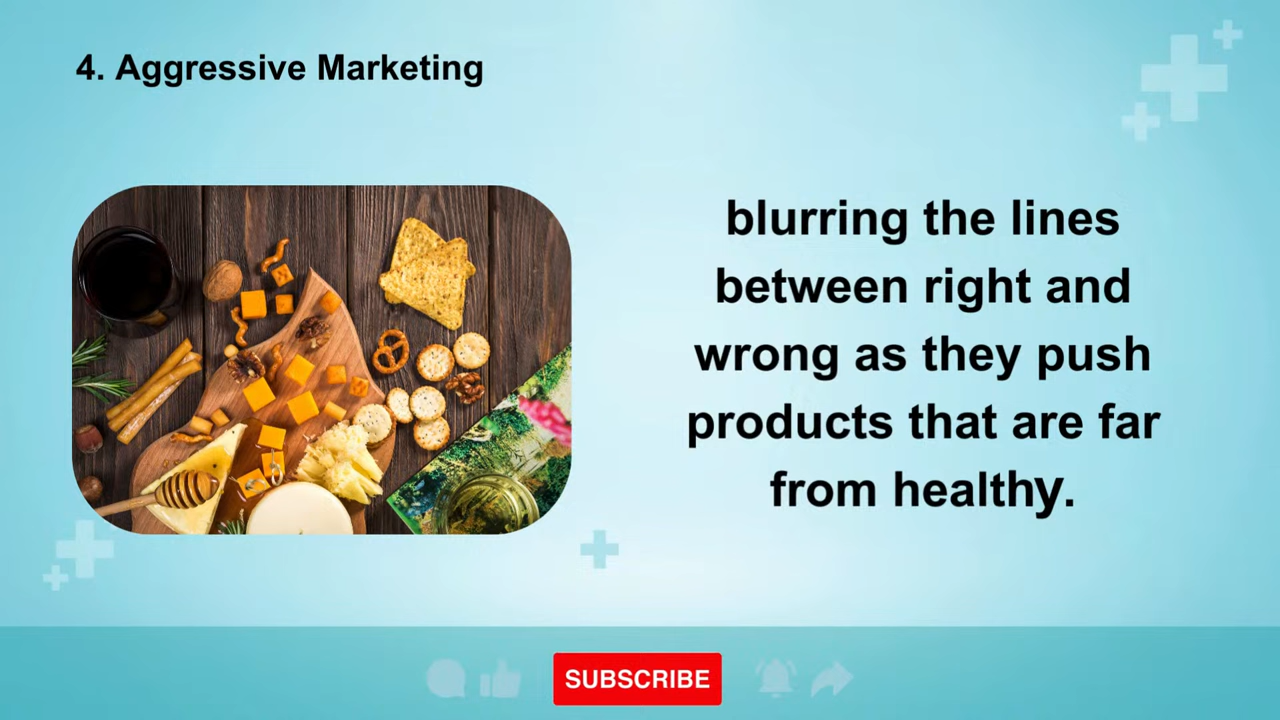 4. Aggressive Marketing
blurring the lines
between right and
wrong as they push
products that are far
from healthy.
SUBSCRIBE